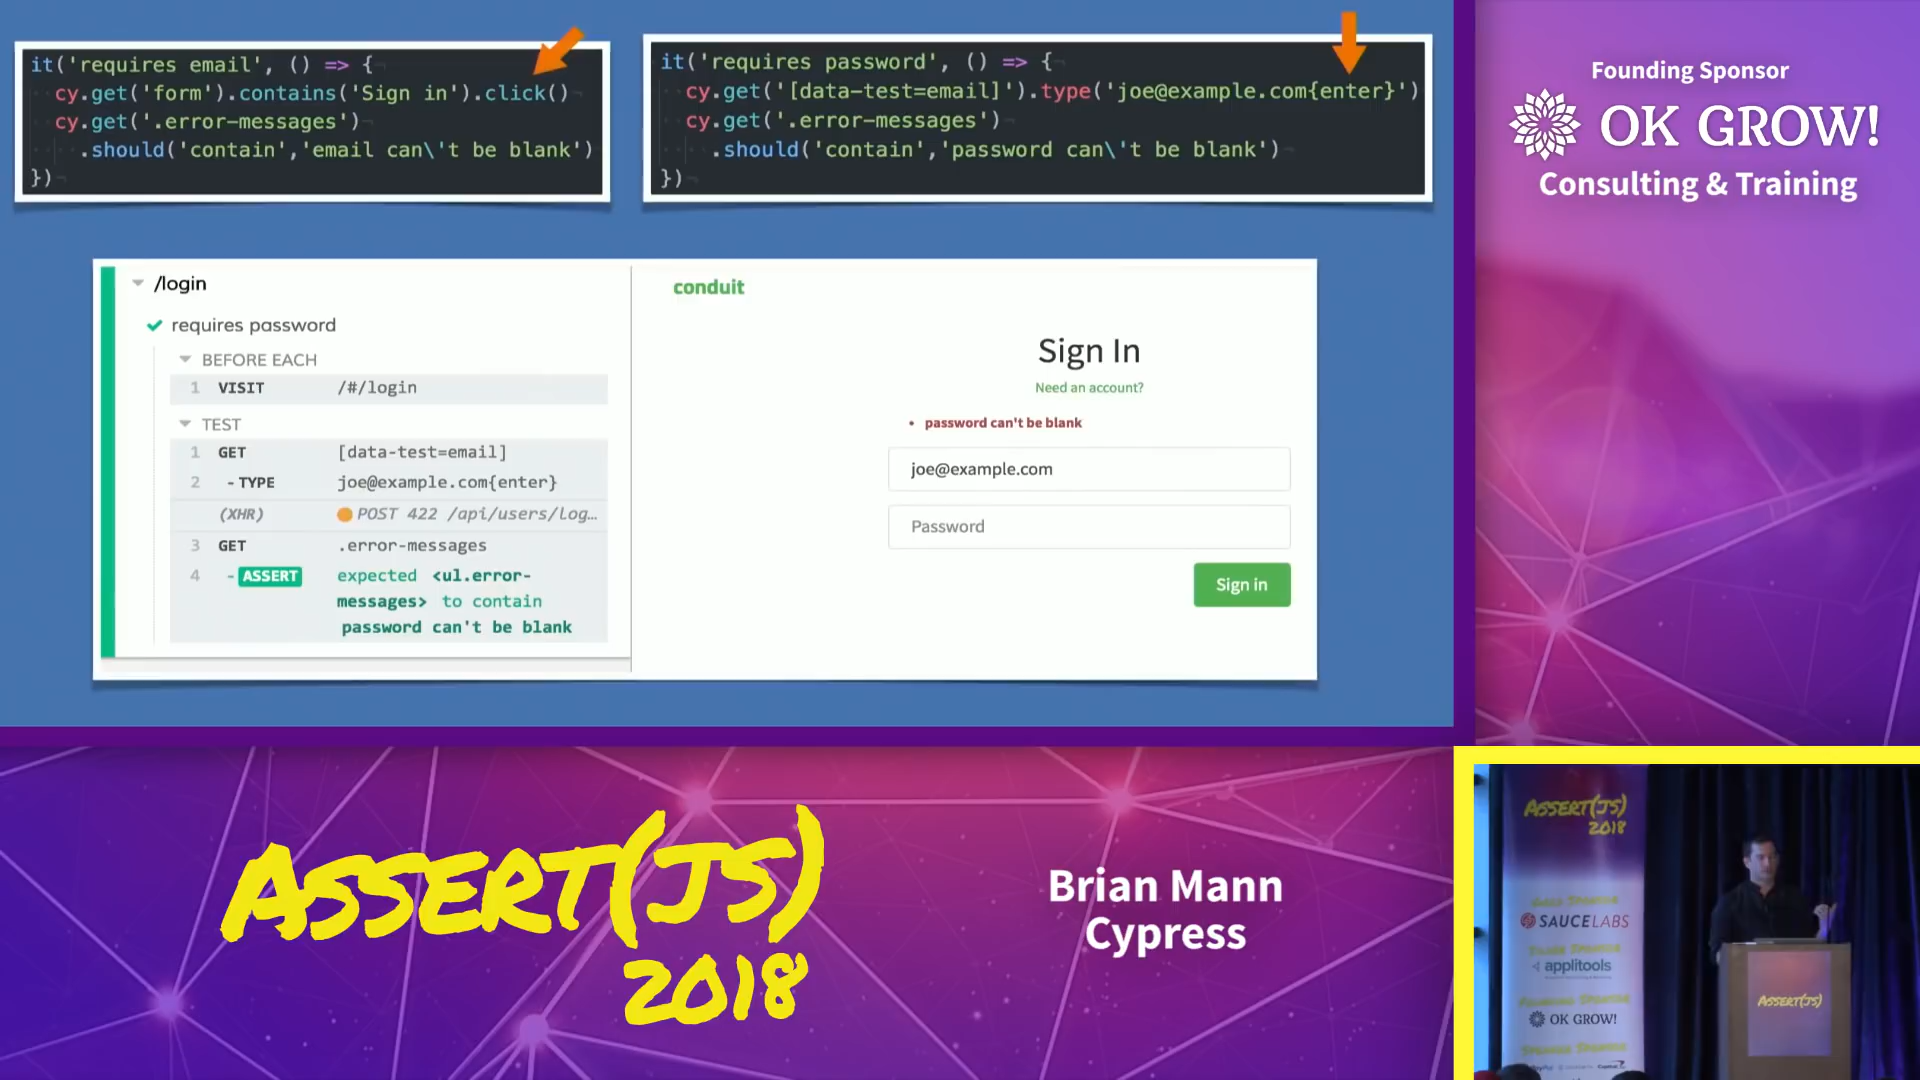 it('requires email', () => {
cy.get('form').contains('Sign in').click()
cy.get('.error-messages')
.should('contain','email can\'t be blank')
})
it('requires password', () => {
cy.get('[data-test=email]').type('joe@example.com{enter}')
cy.get('.error-messages')
.should('contain','password can\'t be blank')
})
/login
requires password
BEFORE EACH
1 VISIT /#/login
TEST
1 GET [data-test=email]
2 - TYPE joe@example.com{enter}
(XHR) POST 422 /api/users/log…
3 GET .error-messages
4 - ASSERT expected <ul.error-
messages> to contain
password can't be blank
conduit
Sign In
Need an account?
• password can't be blank
joe@example.com
Password
Sign in
Founding Sponsor
OK GROW!
Consulting & Training
ASSERT(JS)
2018
Brian Mann
Cypress
ASSERT(JS)
2018
SAUCELABS
applitools
OK GROW!
ASSERT(JS)